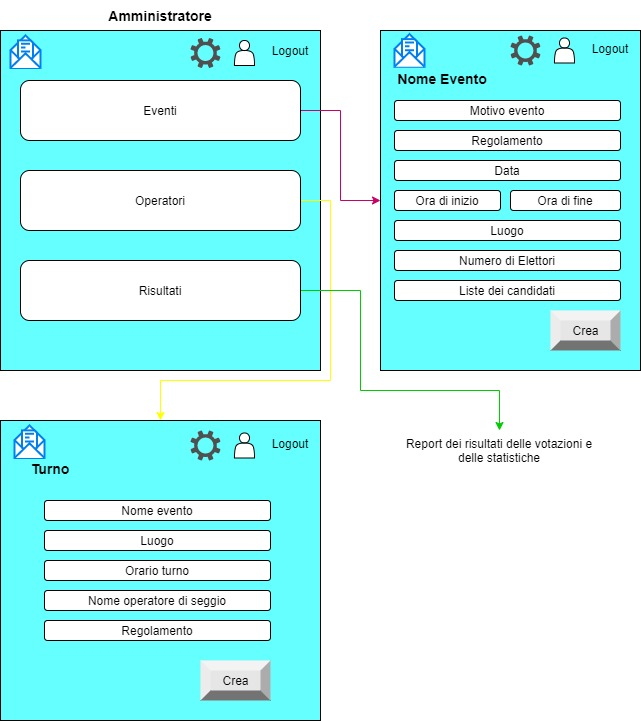 Amministratore
Logout
Eventi
Operatori
Risultati
Logout
Nome Evento
Motivo evento
Regolamento
Data
Ora di inizio
Ora di fine
Luogo
Numero di Elettori
Liste dei candidati
Crea
Logout
Turno
Nome evento
Luogo
Orario turno
Nome operatore di seggio
Regolamento
Crea
Report dei risultati delle votazioni e
delle statistiche